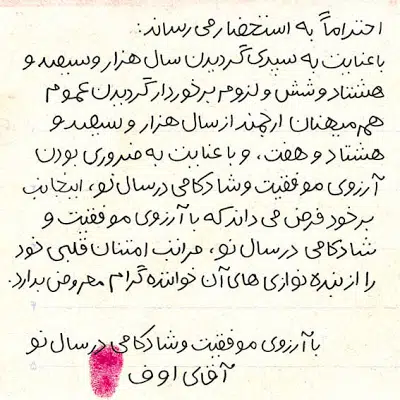 احتراماً به استحضار می رساند:
با عنایت به سپری گردیدن سال هزار و سیصد و
هشتاد و شش و لزوم برخوردار گردیدن عموم
هم میهنان ارجمند از سال هزار و سیصد و
هشتاد و هفت، و با عنایت به ضروری بودن
آرزوی موفقیت و شادکامی در سال نو، اینجانب
بر خود فرض می داند که با آرزوی موفقیت و
شادکامی در سال نو، مراتب امتنان قلبی خود
را از بنده نوازی های آن خواننده گرام معروض بدارد.
با آرزوی موفقیت و شادکامی در سال نو
آقای اوف